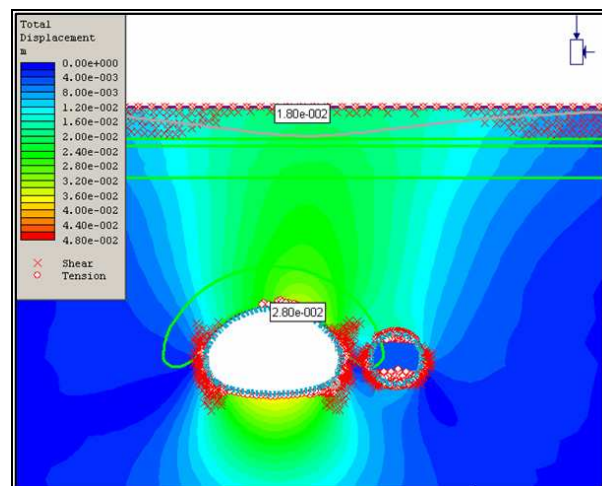 Total
Displacement
m
0.00e+000
4.00e-003
8.00e-003
1.20e-002
1.60e-002
2.00e-002
2.40e-002
2.80e-002
3.20e-002
3.60e-002
4.00e-002
4.40e-002
4.80e-002
Shear
Tension
1.80e-002
2.80e-002